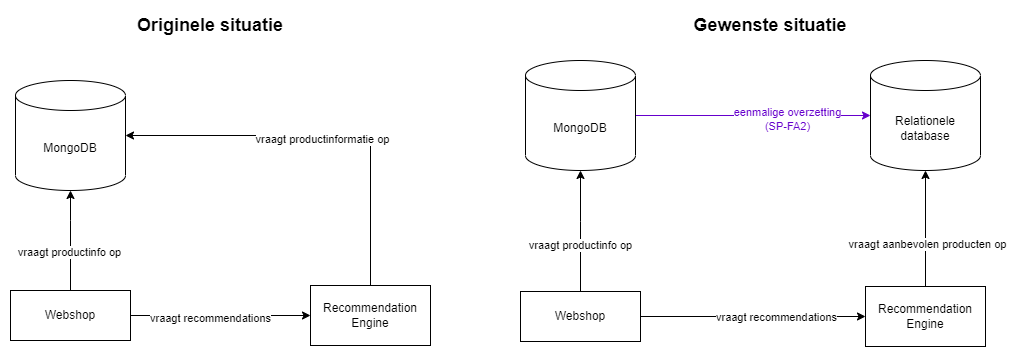 Originele situatie
MongoDB
vraagt productinformatie op
vraagt productinfo op
Webshop
vraagt recommendations
Recommendation
Engine
Gewenste situatie
MongoDB
eenmalige overzetting
(SP-FA2)
Relationele
database
vraagt productinfo op
vraagt aanbevolen producten op
Webshop
vraagt recommendations
Recommendation
Engine